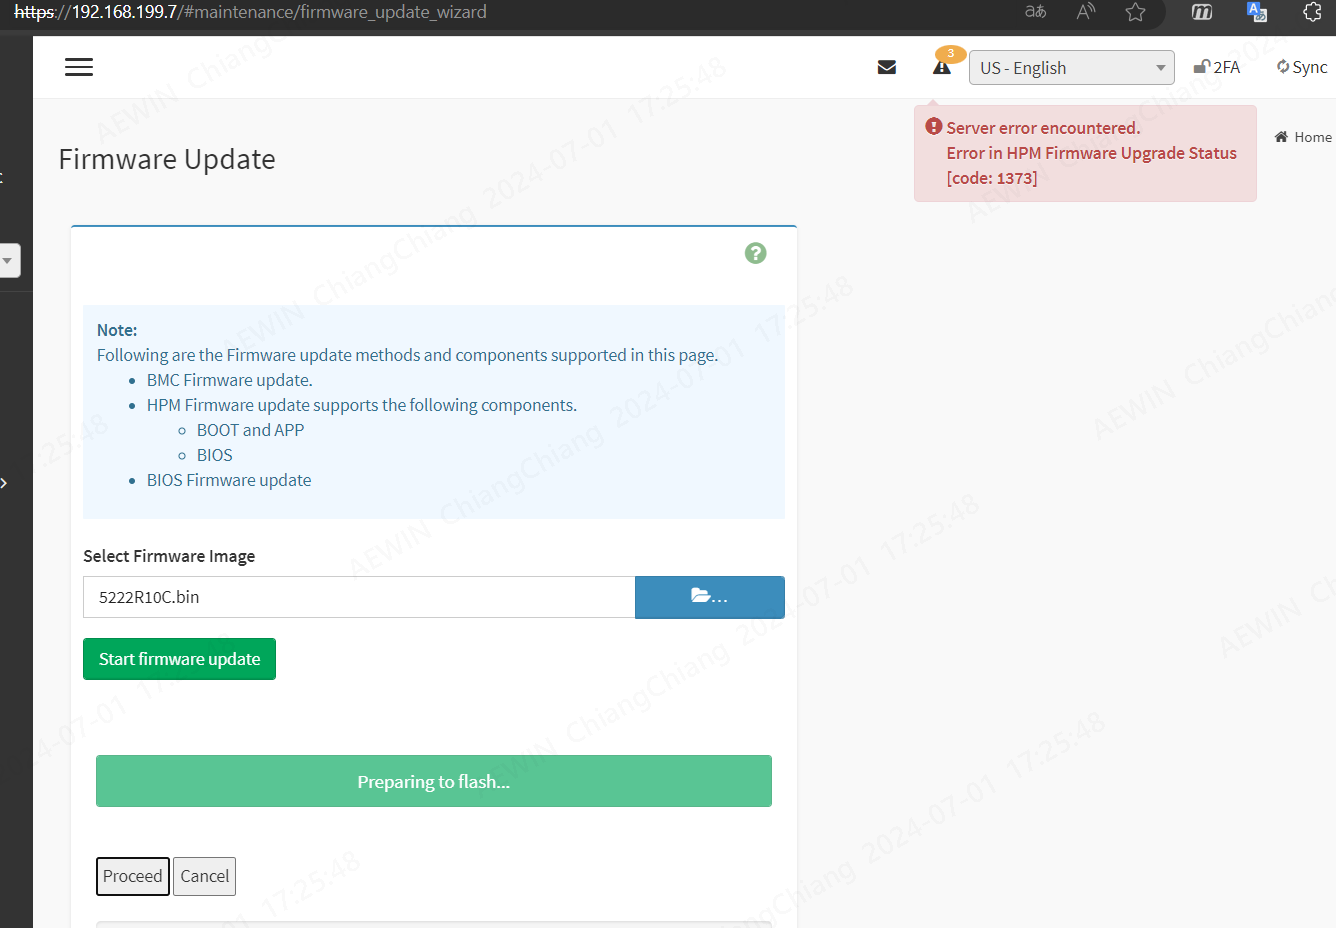 https://192.168.199.7/#maintenance/firmware_update_wizard
aあ A
3
US - English
2FA
Sync
Server error encountered.
Error in HPM Firmware Upgrade Status
[code: 1373]
Home
Firmware Update
?
Note:
Following are the Firmware update methods and components supported in this page.
BMC Firmware update.
HPM Firmware update supports the following components.
BOOT and APP
BIOS
BIOS Firmware update
Select Firmware Image
5222R10C.bin
...
Start firmware update
Preparing to flash...
Proceed
Cancel
AEWIN ChiangChiang 2024-07-01 17:25:48